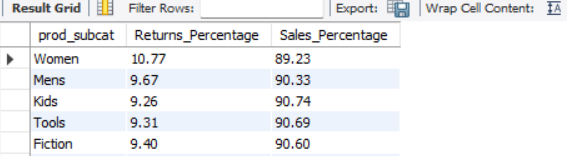 Result Grid Filter Rows: Export: Wrap Cell Content: IA
prod_subcat Returns_Percentage Sales_Percentage
Women 10.77 89.23
Mens 9.67 90.33
Kids 9.26 90.74
Tools 9.31 90.69
Fiction 9.40 90.60